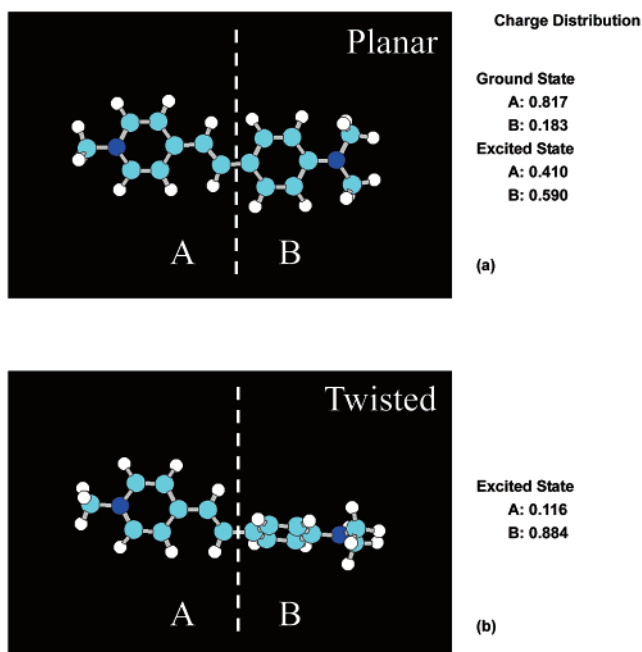 Planar
A
B
Charge Distribution
Ground State
A: 0.817
B: 0.183
Excited State
A: 0.410
B: 0.590
(a)
Twisted
A
B
Excited State
A: 0.116
B: 0.884
(b)